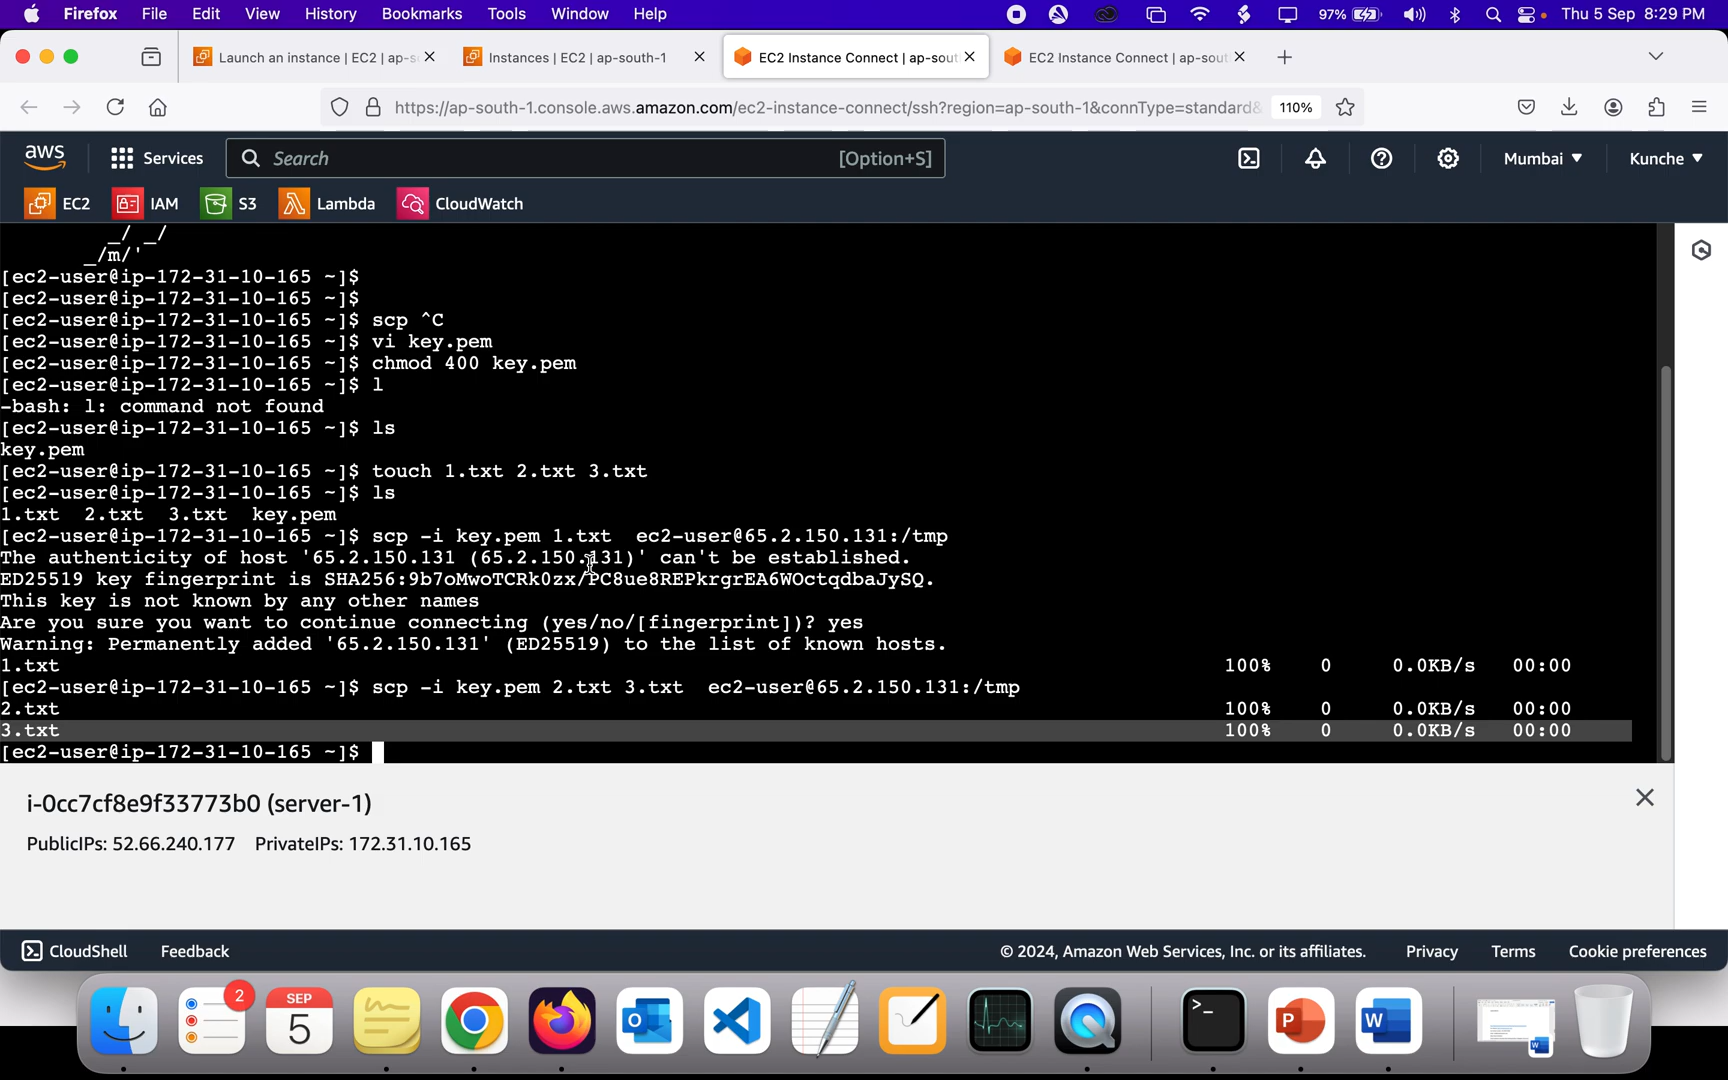 Firefox File Edit View History Bookmarks Tools Window Help 97% Thu 5 Sep 8:29 PM
Launch an instance | EC2 | ap-s Instances | EC2 | ap-south-1 EC2 Instance Connect | ap-sout EC2 Instance Connect | ap-sout
https://ap-south-1.console.aws.amazon.com/ec2-instance-connect/ssh?region=ap-south-1&connType=standard& 110%
aws Services Search [Option+S] Mumbai Kunche
EC2 IAM S3 Lambda CloudWatch
_/ _/
_/m/'
[ec2-user@ip-172-31-10-165 ~]$
[ec2-user@ip-172-31-10-165 ~]$
[ec2-user@ip-172-31-10-165 ~]$ scp ^C
[ec2-user@ip-172-31-10-165 ~]$ vi key.pem
[ec2-user@ip-172-31-10-165 ~]$ chmod 400 key.pem
[ec2-user@ip-172-31-10-165 ~]$ l
-bash: l: command not found
[ec2-user@ip-172-31-10-165 ~]$ ls
key.pem
[ec2-user@ip-172-31-10-165 ~]$ touch 1.txt 2.txt 3.txt
[ec2-user@ip-172-31-10-165 ~]$ ls
1.txt 2.txt 3.txt key.pem
[ec2-user@ip-172-31-10-165 ~]$ scp -i key.pem 1.txt ec2-user@65.2.150.131:/tmp
The authenticity of host '65.2.150.131 (65.2.150.131)' can't be established.
ED25519 key fingerprint is SHA256:9b7oMwoTCRk0zx/PC8ue8REPkrgrEA6WOctqdbaJySQ.
This key is not known by any other names
Are you sure you want to continue connecting (yes/no/[fingerprint])? yes
Warning: Permanently added '65.2.150.131' (ED25519) to the list of known hosts.
1.txt 100% 0 0.0KB/s 00:00
[ec2-user@ip-172-31-10-165 ~]$ scp -i key.pem 2.txt 3.txt ec2-user@65.2.150.131:/tmp
2.txt 100% 0 0.0KB/s 00:00
3.txt 100% 0 0.0KB/s 00:00
[ec2-user@ip-172-31-10-165 ~]$
i-0cc7cf8e9f33773b0 (server-1)
PublicIPs: 52.66.240.177 PrivateIPs: 172.31.10.165
CloudShell Feedback © 2024, Amazon Web Services, Inc. or its affiliates. Privacy Terms Cookie preferences
2 SEP 5